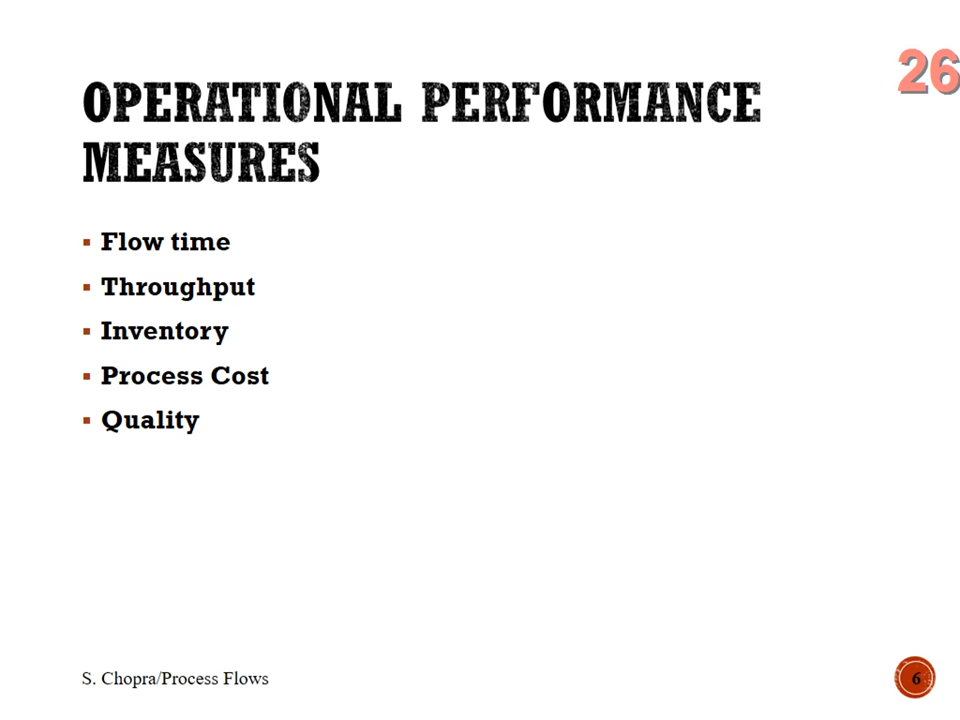 26
OPERATIONAL PERFORMANCE
MEASURES
▪ Flow time
▪ Throughput
▪ Inventory
▪ Process Cost
▪ Quality
S. Chopra/Process Flows
6